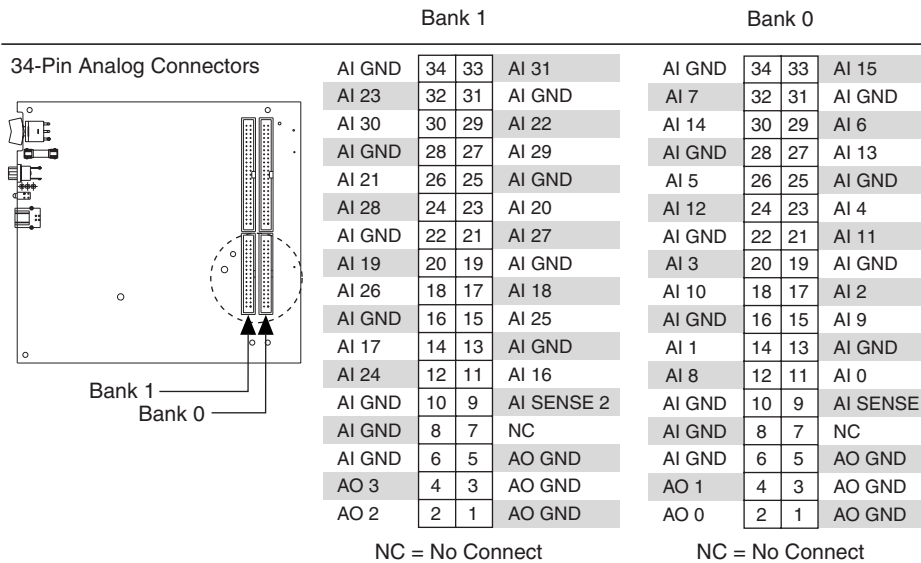 Bank 1 Bank 0
34-Pin Analog Connectors
AI GND 34 33 AI 31 AI GND 34 33 AI 15
AI 23 32 31 AI GND AI 7 32 31 AI GND
AI 30 30 29 AI 22 AI 14 30 29 AI 6
AI GND 28 27 AI 29 AI GND 28 27 AI 13
AI 21 26 25 AI GND AI 5 26 25 AI GND
AI 28 24 23 AI 20 AI 12 24 23 AI 4
AI GND 22 21 AI 27 AI GND 22 21 AI 11
AI 19 20 19 AI GND AI 3 20 19 AI GND
AI 26 18 17 AI 18 AI 10 18 17 AI 2
AI GND 16 15 AI 25 AI GND 16 15 AI 9
AI 17 14 13 AI GND AI 1 14 13 AI GND
AI 24 12 11 AI 16 AI 8 12 11 AI 0
AI GND 10 9 AI SENSE 2 AI GND 10 9 AI SENSE
AI GND 8 7 NC AI GND 8 7 NC
AI GND 6 5 AO GND AI GND 6 5 AO GND
AO 3 4 3 AO GND AO 1 4 3 AO GND
AO 2 2 1 AO GND AO 0 2 1 AO GND
Bank 1
Bank 0
NC = No Connect NC = No Connect